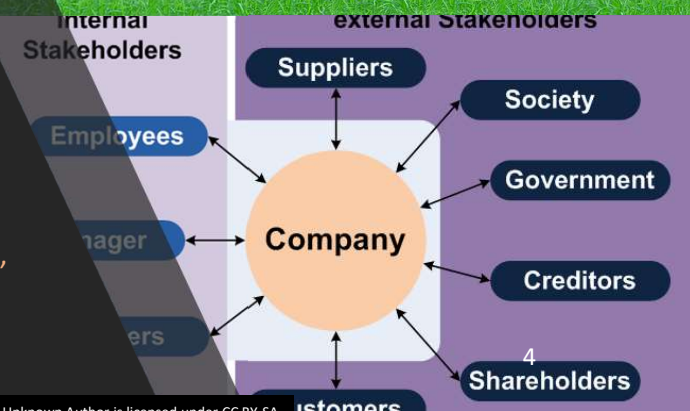 Internal
Stakeholders
external Stakeholders
Suppliers
Society
Employees
Government
Company
Creditors
4
Shareholders
Unknown Author is licensed under CC BY-SA